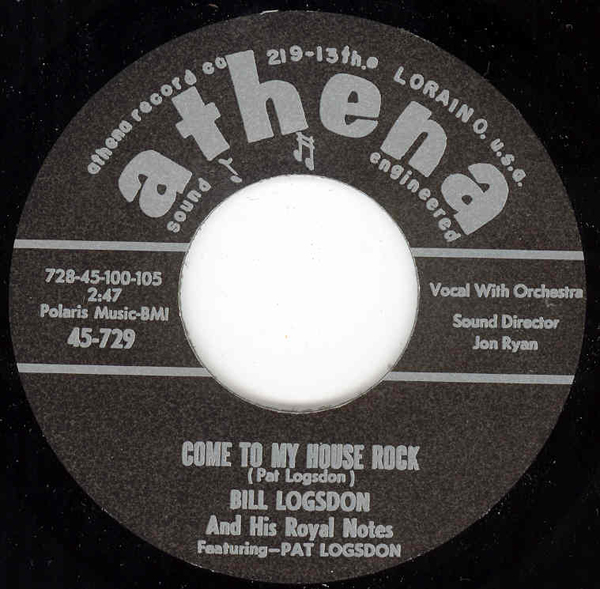 athena record co 219-13th.e LORAIN O. u.s.a.
athena
sound engineered
728-45-100-105
2:47
Polaris Music-BMI
45-729
Vocal With Orchestra
Sound Director
Jon Ryan
COME TO MY HOUSE ROCK
(Pat Logsdon)
BILL LOGSDON
And His Royal Notes
Featuring—PAT LOGSDON